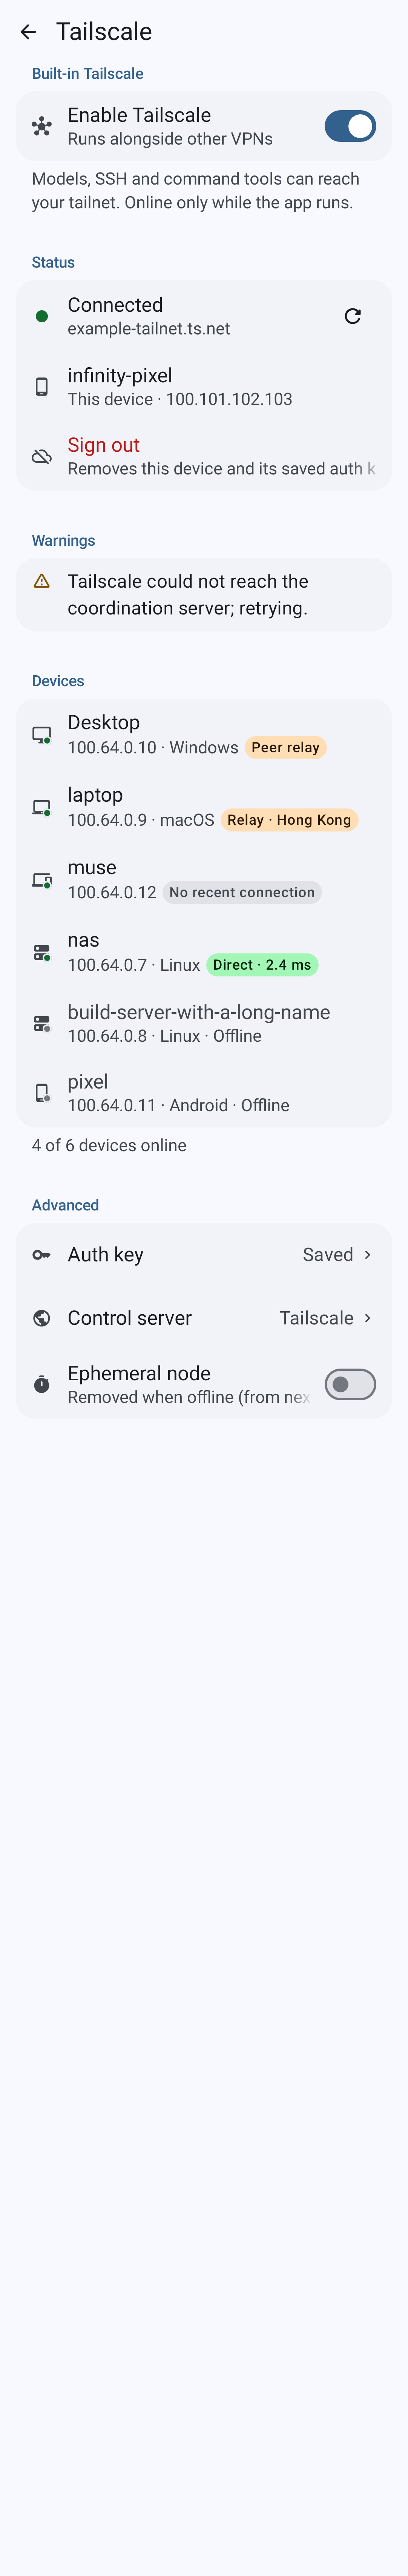 Tailscale
Built-in Tailscale
Enable Tailscale
Runs alongside other VPNs
Models, SSH and command tools can reach
your tailnet. Online only while the app runs.
Status
Connected
example-tailnet.ts.net
infinity-pixel
This device · 100.101.102.103
Sign out
Removes this device and its saved auth k
Warnings
Tailscale could not reach the
coordination server; retrying.
Devices
Desktop
100.64.0.10 · Windows Peer relay
laptop
100.64.0.9 · macOS Relay · Hong Kong
muse
100.64.0.12 No recent connection
nas
100.64.0.7 · Linux Direct · 2.4 ms
build-server-with-a-long-name
100.64.0.8 · Linux · Offline
pixel
100.64.0.11 · Android · Offline
4 of 6 devices online
Advanced
Auth key Saved
Control server Tailscale
Ephemeral node
Removed when offline (from nex